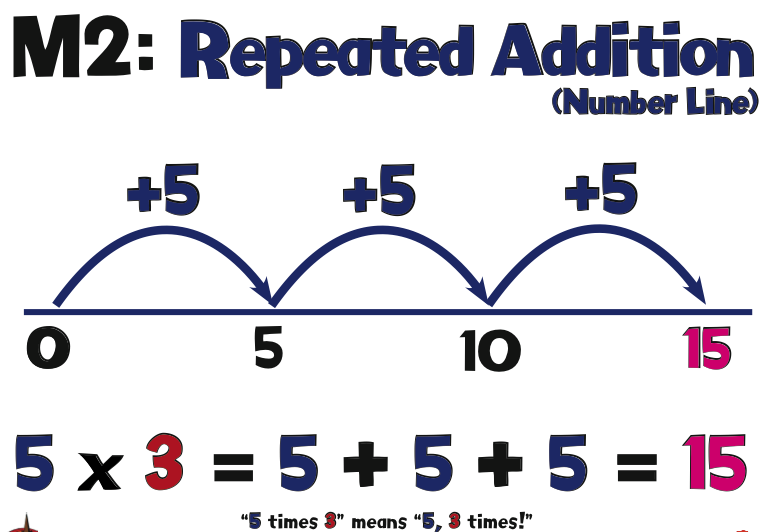 M2: Repeated Addition
(Number Line)
+5 +5 +5
0 5 10 15
5 x 3 = 5 + 5 + 5 = 15
“5 times 3” means “5, 3 times!”